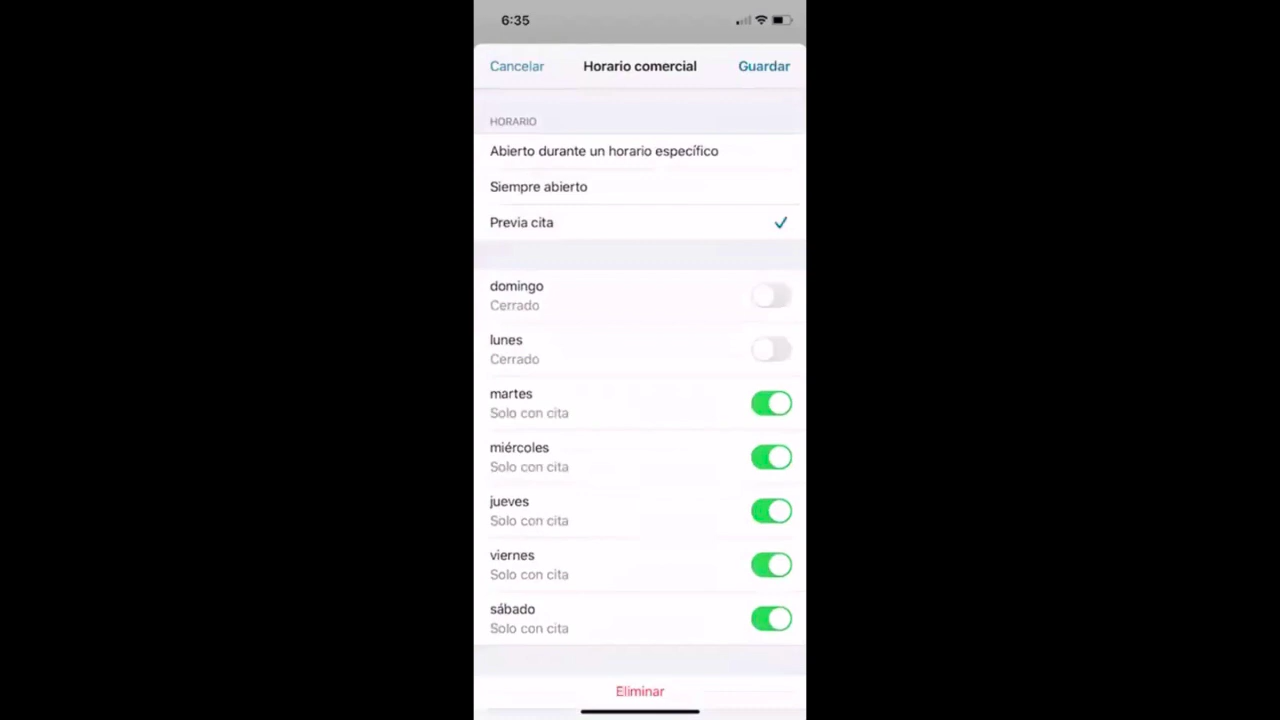 6:35
Cancelar Horario comercial Guardar
HORARIO
Abierto durante un horario específico
Siempre abierto
Previa cita
domingo
Cerrado
lunes
Cerrado
martes
Solo con cita
miércoles
Solo con cita
jueves
Solo con cita
viernes
Solo con cita
sábado
Solo con cita
Eliminar